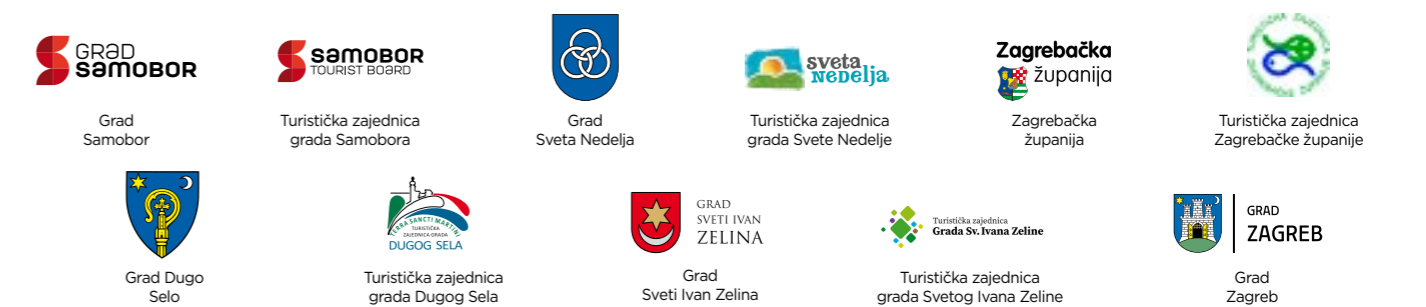 GRAD
SAMOBOR
SAMOBOR
TOURIST BOARD
sveta
NEDELJA
Zagrebačka
županija
Grad
Samobor
Turistička zajednica
grada Samobora
Grad
Sveta Nedelja
Turistička zajednica
grada Svete Nedelje
Zagrebačka
županija
Turistička zajednica
Zagrebačke županije
TERRA SANCTI MARTINI
TURISTIČKA
ZAJEDNICA GRADA
DUGOG SELA
GRAD
SVETI IVAN
ZELINA
Turistička zajednica
Grada Sv. Ivana Zeline
GRAD
ZAGREB
Grad Dugo
Selo
Turistička zajednica
grada Dugog Sela
Grad
Sveti Ivan Zelina
Turistička zajednica
grada Svetog Ivana Zeline
Grad
Zagreb